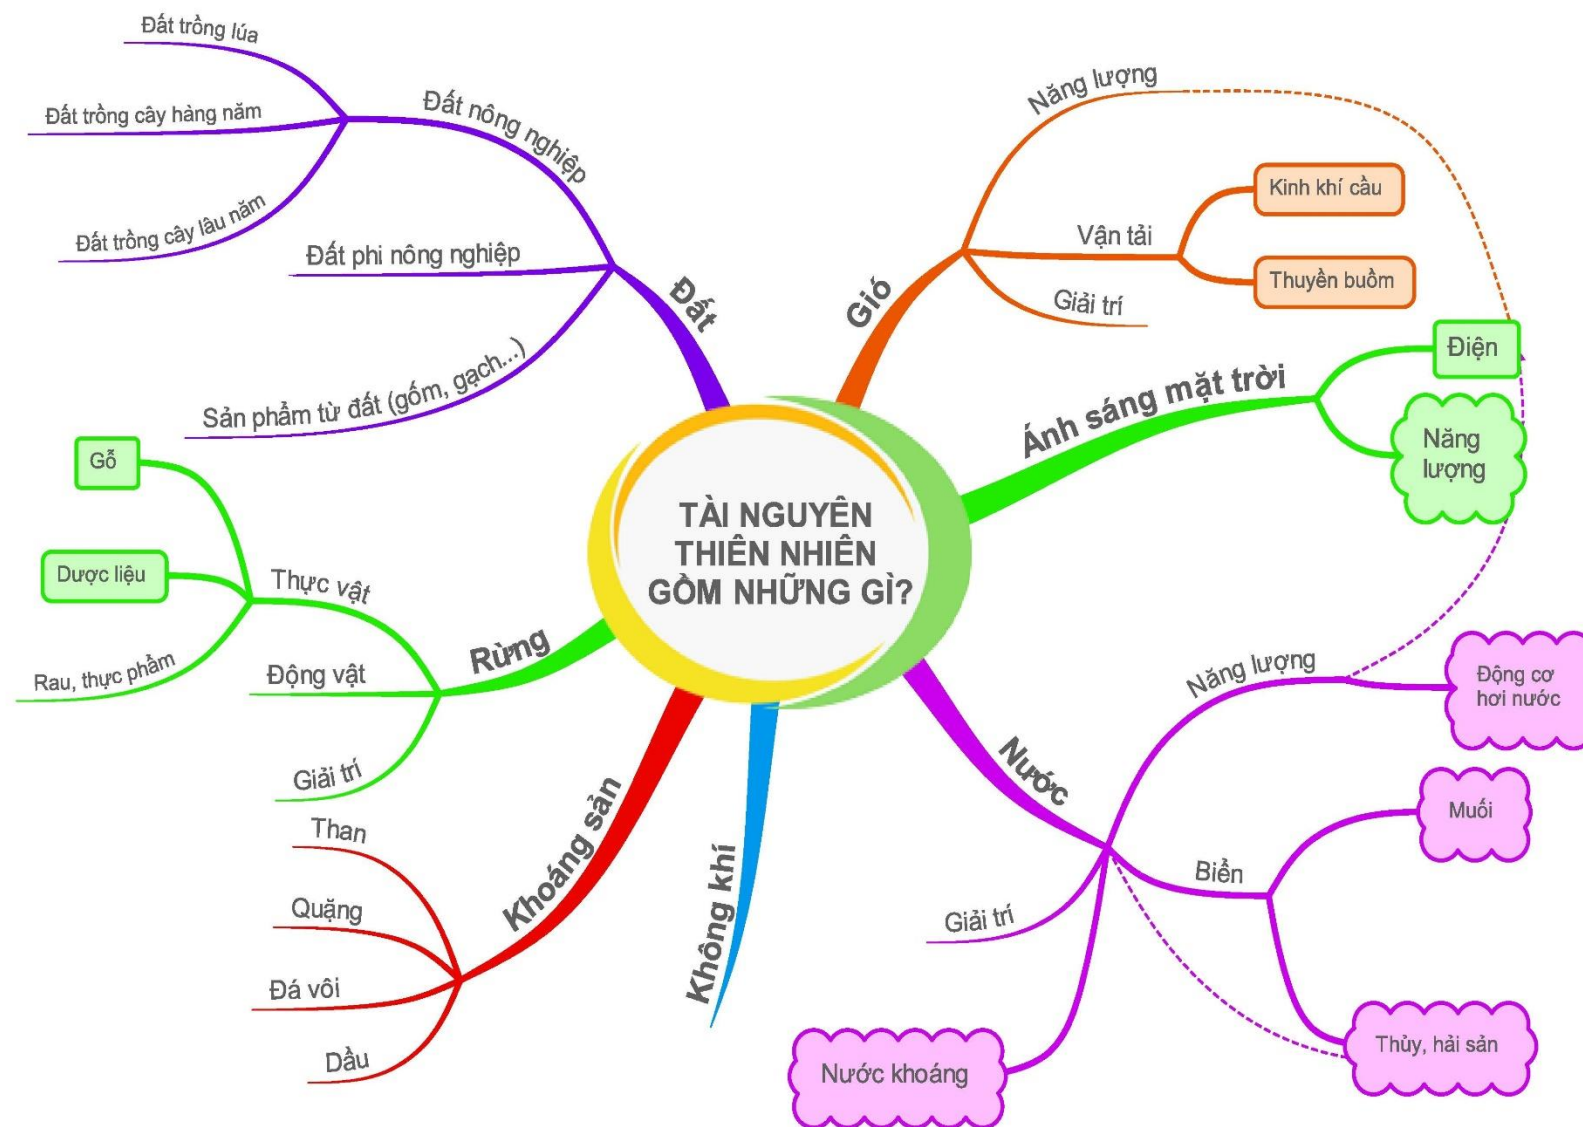 TÀI NGUYÊN
THIÊN NHIÊN
GỒM NHỮNG GÌ?
Gió
Năng lượng
Vận tải
Kinh khí cầu
Thuyền buồm
Giải trí
Ánh sáng mặt trời
Điện
Năng
lượng
Nước
Năng lượng
Động cơ
hơi nước
Biển
Muối
Thủy, hải sản
Giải trí
Nước khoáng
Không khí
Khoáng sản
Than
Quặng
Đá vôi
Dầu
Rừng
Thực vật
Gỗ
Dược liệu
Rau, thực phẩm
Động vật
Giải trí
Đất
Đất nông nghiệp
Đất trồng lúa
Đất trồng cây hàng năm
Đất trồng cây lâu năm
Đất phi nông nghiệp
Sản phẩm từ đất (gốm, gạch...)